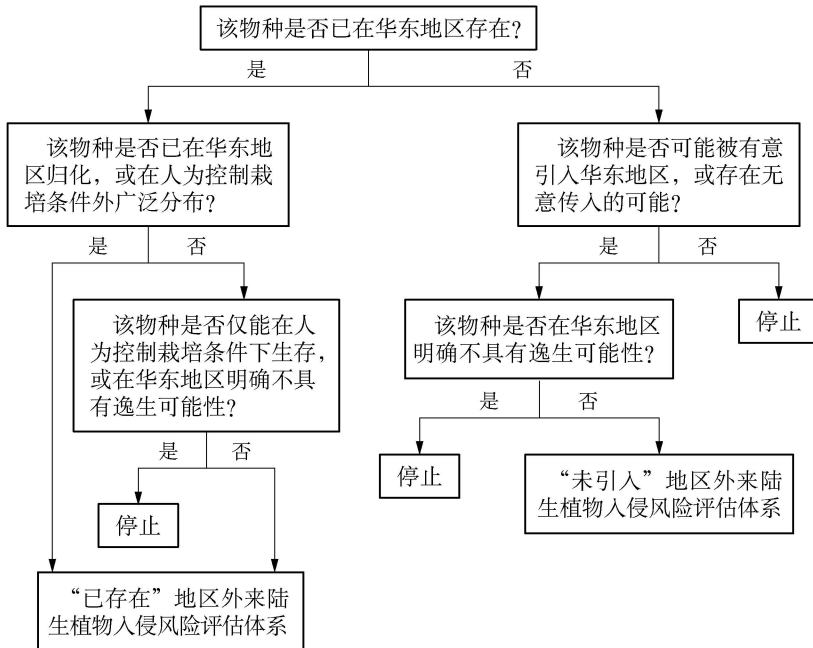 该物种是否已在华东地区存在？
是
否
该物种是否已在华东地
区归化，或在人为控制栽
培条件外广泛分布？
该物种是否可能被有意
引入华东地区，或存在无
意传入的可能？
是
否
是
否
该物种是否仅能在人
为控制栽培条件下生存，
或在华东地区明确不具
有逸生可能性？
该物种是否在华东地区
明确不具有逸生可能性？
停止
是
否
是
否
停止
停止
“未引入”地区外来陆
生植物入侵风险评估体系
“已存在”地区外来陆
生植物入侵风险评估体系